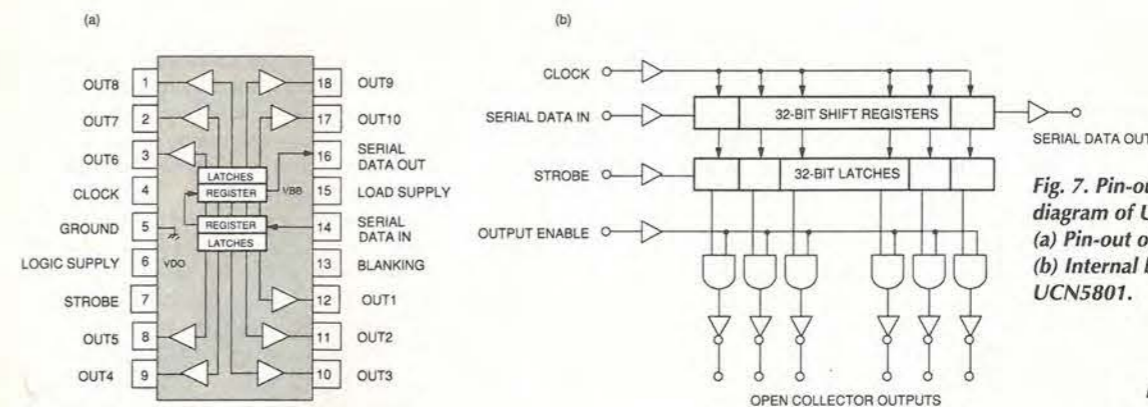 (a)
OUT8 1
OUT7 2
OUT6 3
CLOCK 4
GROUND 5
LOGIC SUPPLY 6
STROBE 7
OUT5 8
OUT4 9
18 OUT9
17 OUT10
16 SERIAL
DATA OUT
15 LOAD SUPPLY
14 SERIAL
DATA IN
13 BLANKING
12 OUT1
11 OUT2
10 OUT3
LATCHES
REGISTER
VBB
REGISTER
LATCHES
VDO
(b)
CLOCK
SERIAL DATA IN
32-BIT SHIFT REGISTERS
SERIAL DATA OUT
STROBE
32-BIT LATCHES
OUTPUT ENABLE
OPEN COLLECTOR OUTPUTS
Fig. 7. Pin-ou
diagram of U
(a) Pin-out o
(b) Internal
UCN5801.